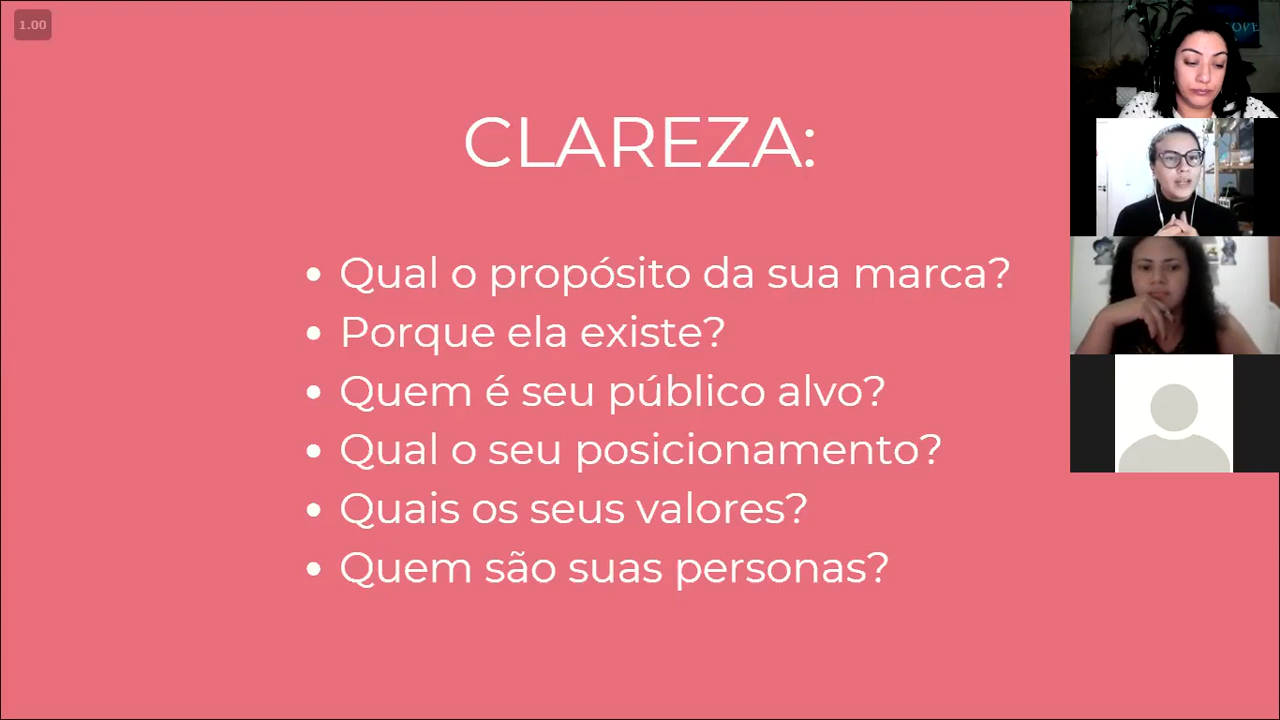 1.00
CLAREZA:
• Qual o propósito da sua marca?
• Porque ela existe?
• Quem é seu público alvo?
• Qual o seu posicionamento?
• Quais os seus valores?
• Quem são suas personas?